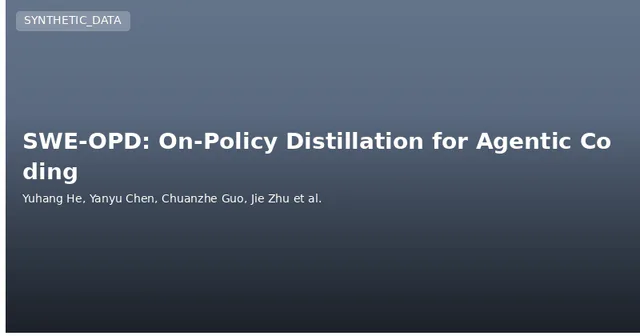 SYNTHETIC_DATA
SWE-OPD: On-Policy Distillation for Agentic Co
ding
Yuhang He, Yanyu Chen, Chuanzhe Guo, Jie Zhu et al.